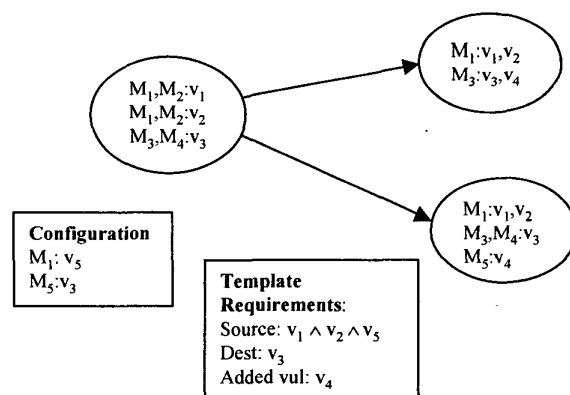 M₁:v₁,v₂
M₃:v₃,v₄
M₁,M₂:v₁
M₁,M₂:v₂
M₃,M₄:v₃
M₁:v₁,v₂
M₃,M₄:v₃
M₅:v₄
Configuration
M₁: v₅
M₅:v₃
Template
Requirements:
Source: v₁ ∧ v₂ ∧ v₅
Dest: v₃
Added vul: v₄